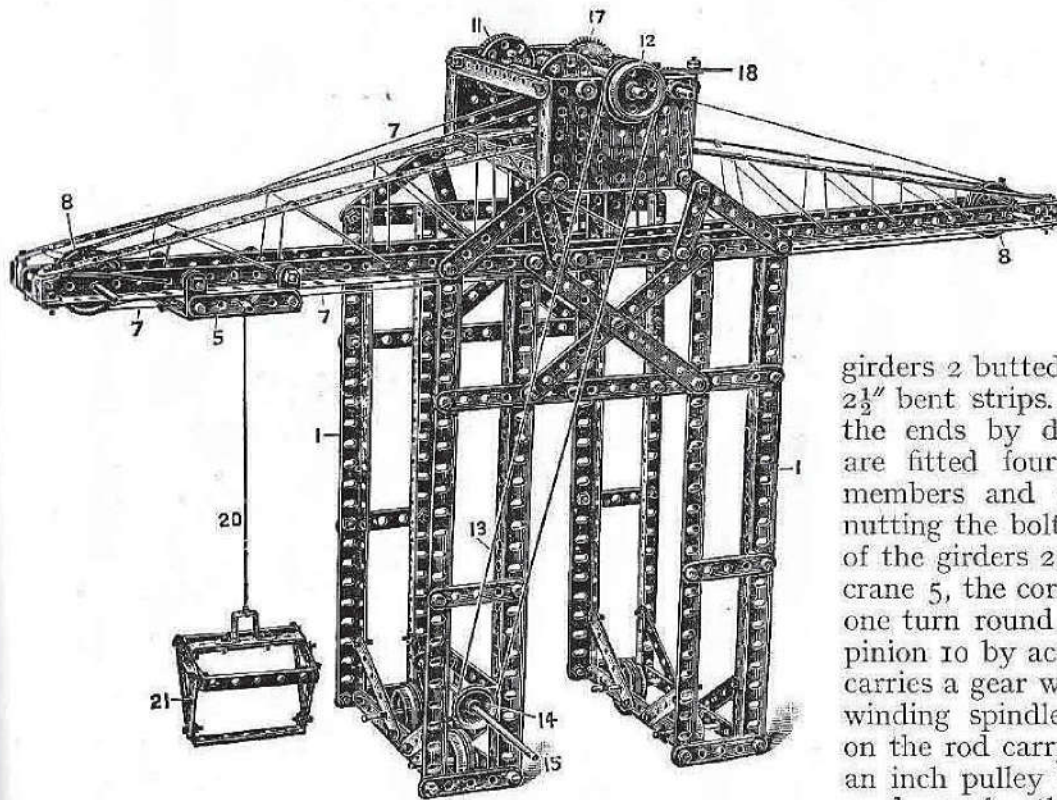 11
17
12
18
7
8
8
7
5
7
1
1
20
13
21
14
15
girders 2 butted
2½″ bent strips.
the ends by d
are fitted four
members and
nutting the bolt
of the girders 2
crane 5, the cor
one turn round
pinion 10 by ac
carries a gear w
winding spindle
on the rod carry
an inch pulley